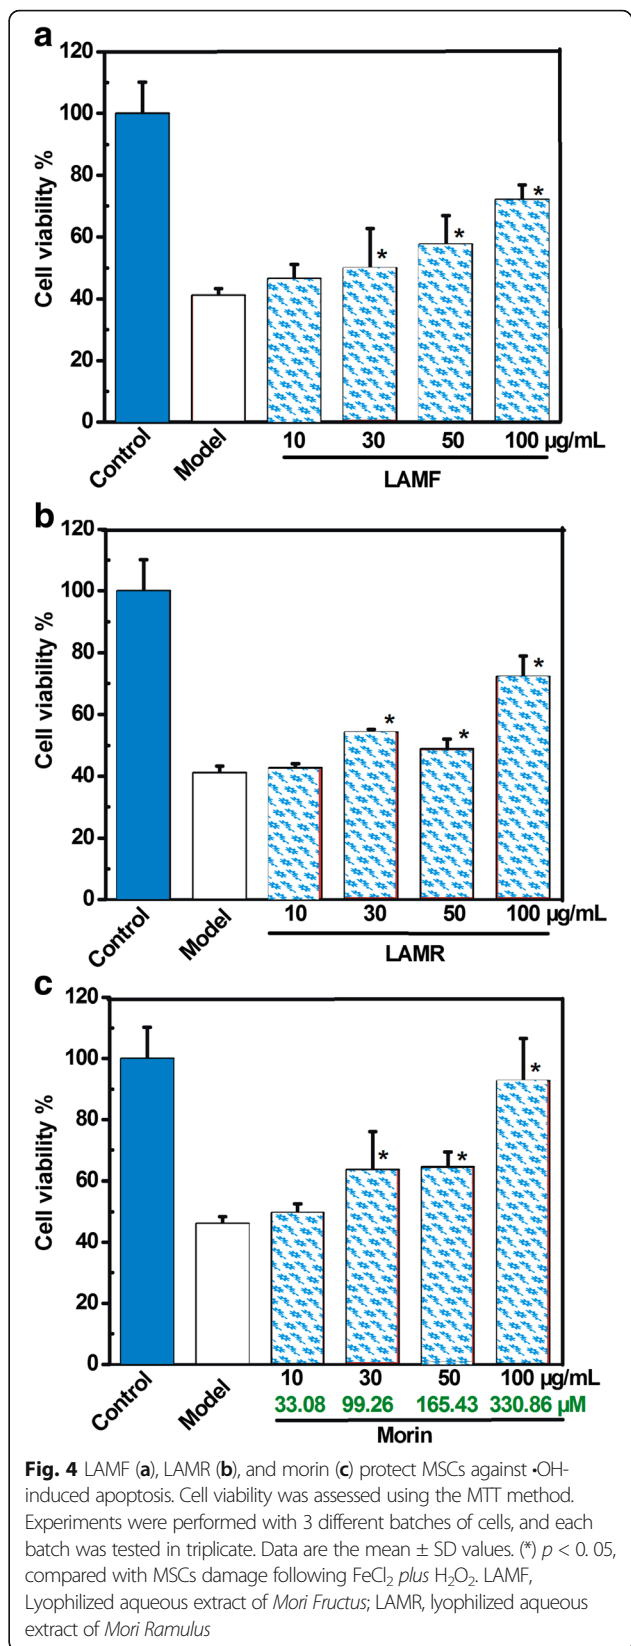 a
120
100
80
60
40
20
0
Cell viability %
* * *
Control Model 10 30 50 100 µg/mL
LAMF
b
120
100
80
60
40
20
0
Cell viability %
* * *
Control Model 10 30 50 100 µg/mL
LAMR
c
120
100
80
60
40
20
0
Cell viability %
* * *
Control Model 10 30 50 100 µg/mL
33.08 99.26 165.43 330.86 µM
Morin
Fig. 4 LAMF (a), LAMR (b), and morin (c) protect MSCs against •OH-
induced apoptosis. Cell viability was assessed using the MTT method.
Experiments were performed with 3 different batches of cells, and each
batch was tested in triplicate. Data are the mean ± SD values. (*) p < 0. 05,
compared with MSCs damage following FeCl₂ plus H₂O₂. LAMF,
Lyophilized aqueous extract of Mori Fructus; LAMR, lyophilized aqueous
extract of Mori Ramulus